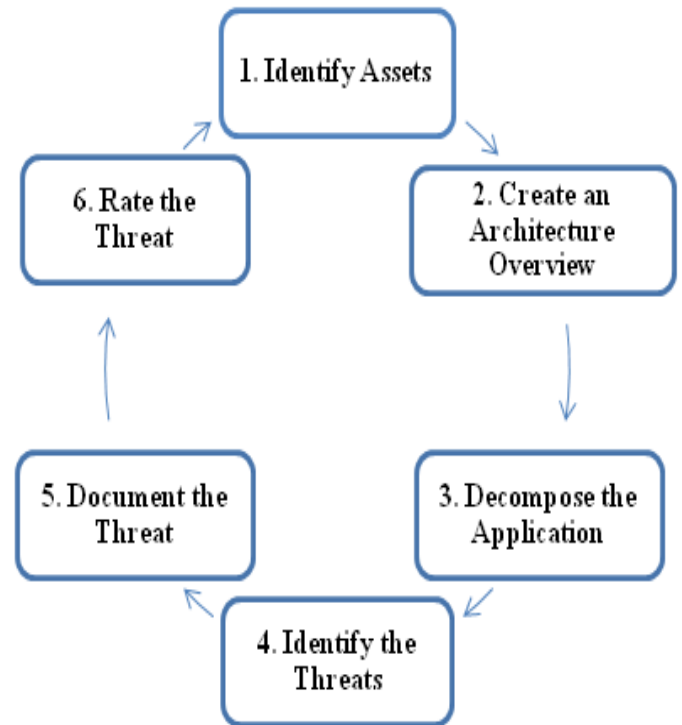 1. Identify Assets
2. Create an
Architecture
Overview
3. Decompose the
Application
4. Identify the
Threats
5. Document the
Threat
6. Rate the
Threat